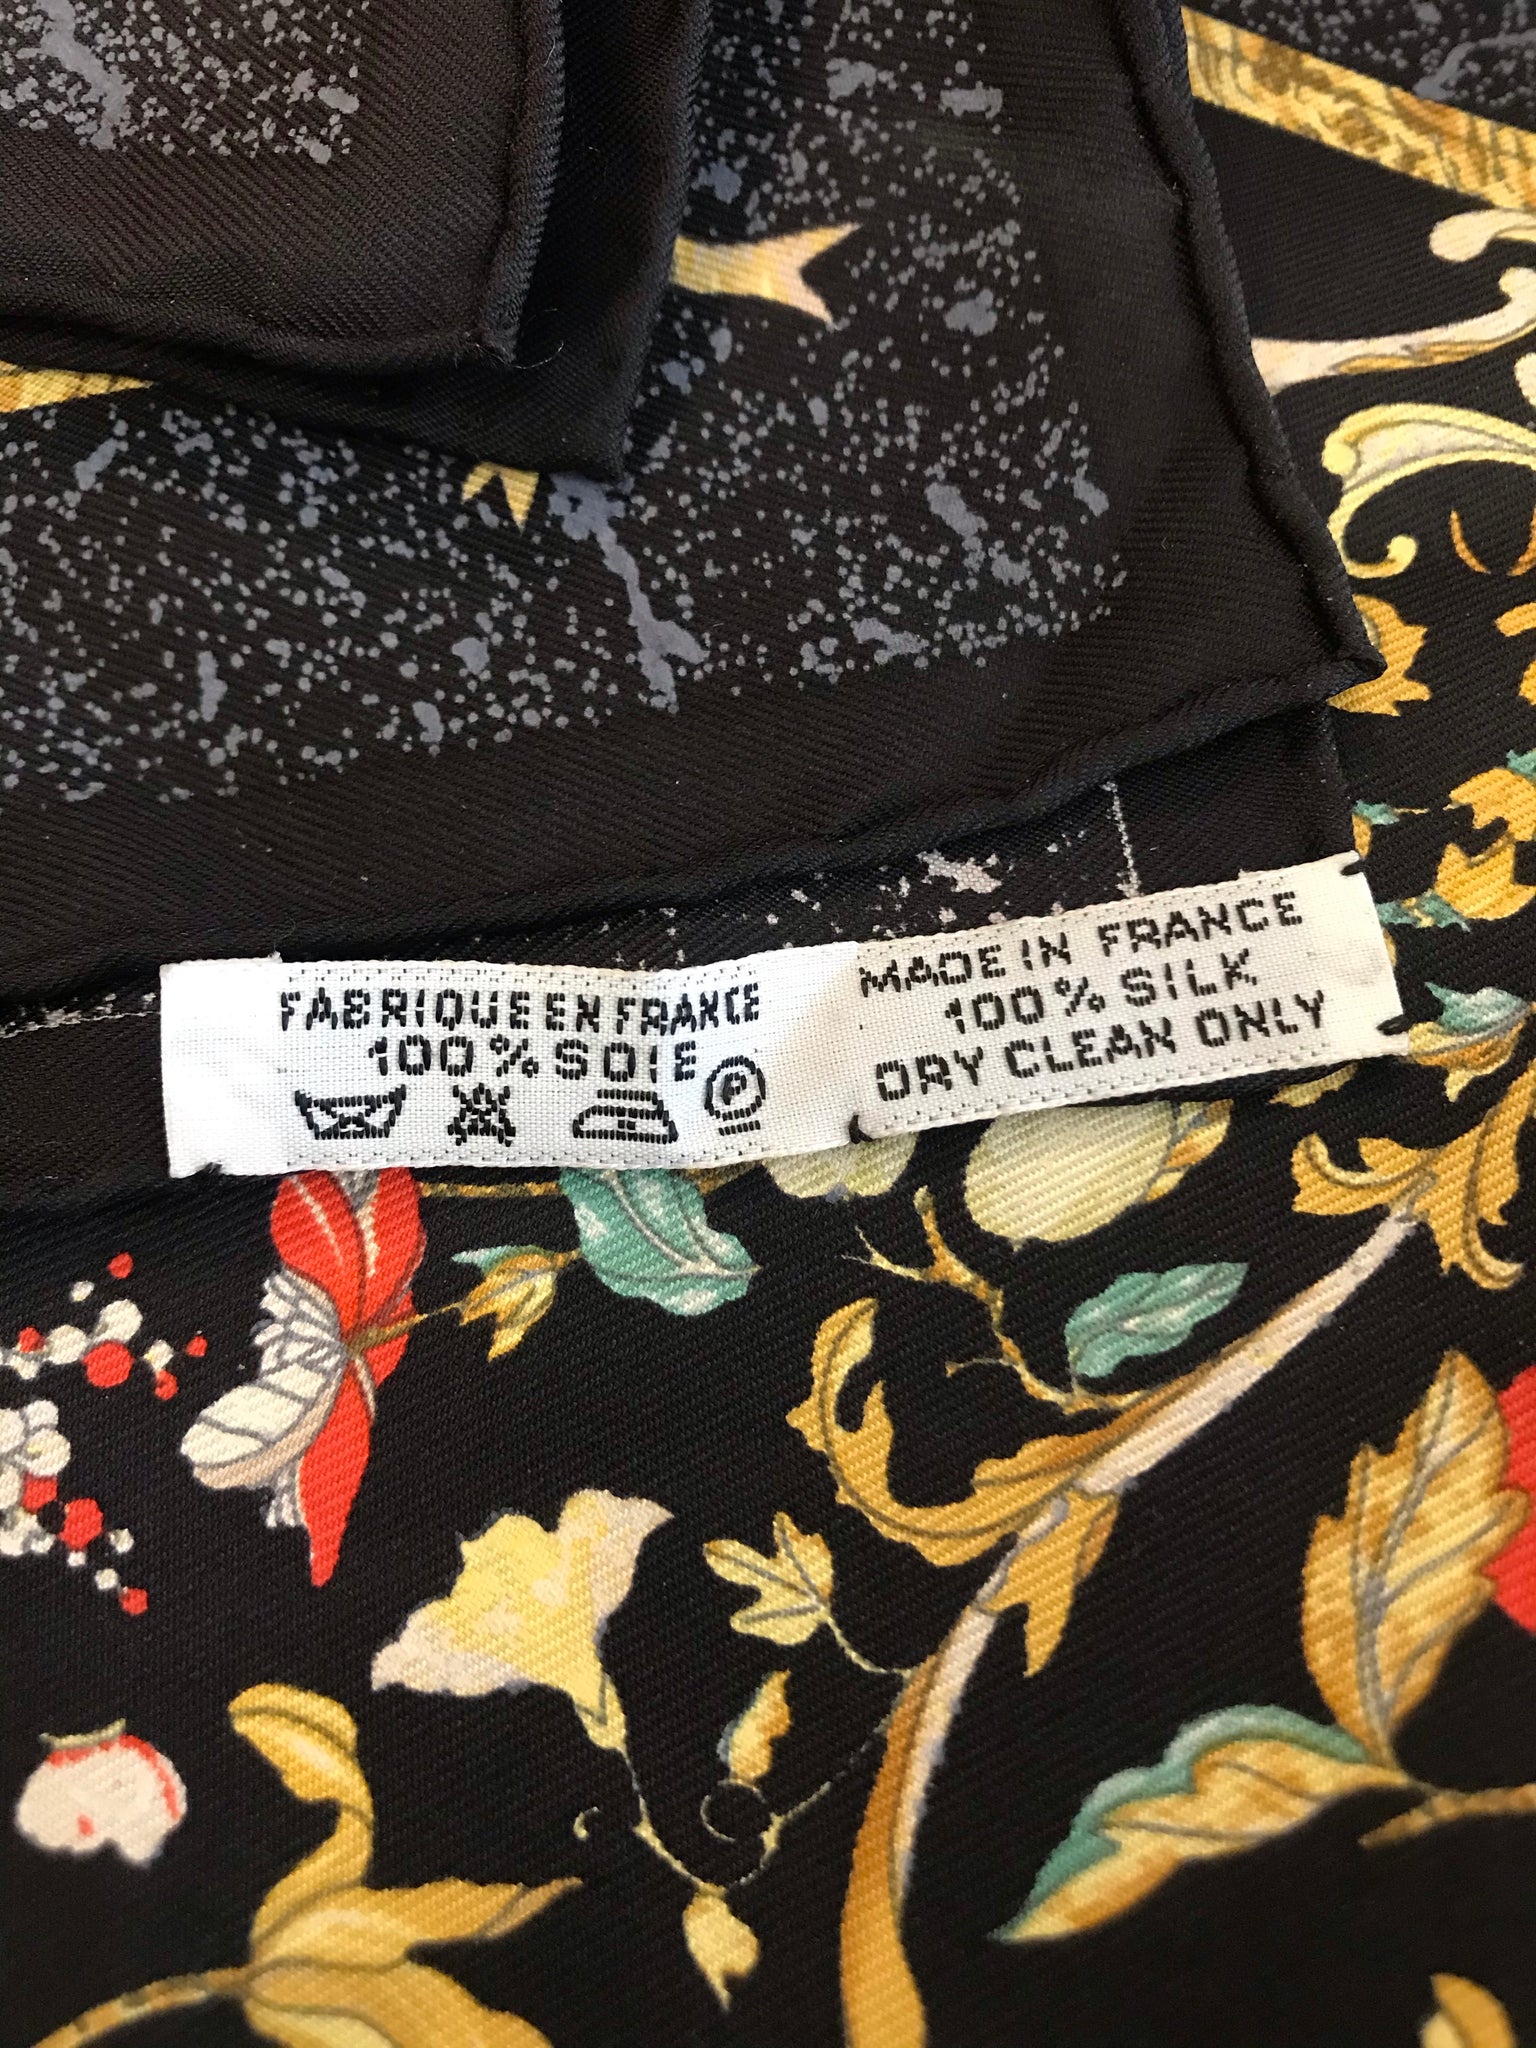 FABRIQUE EN FRANCE
100% SOIE
P
MADE IN FRANCE
100% SILK
DRY CLEAN ONLY